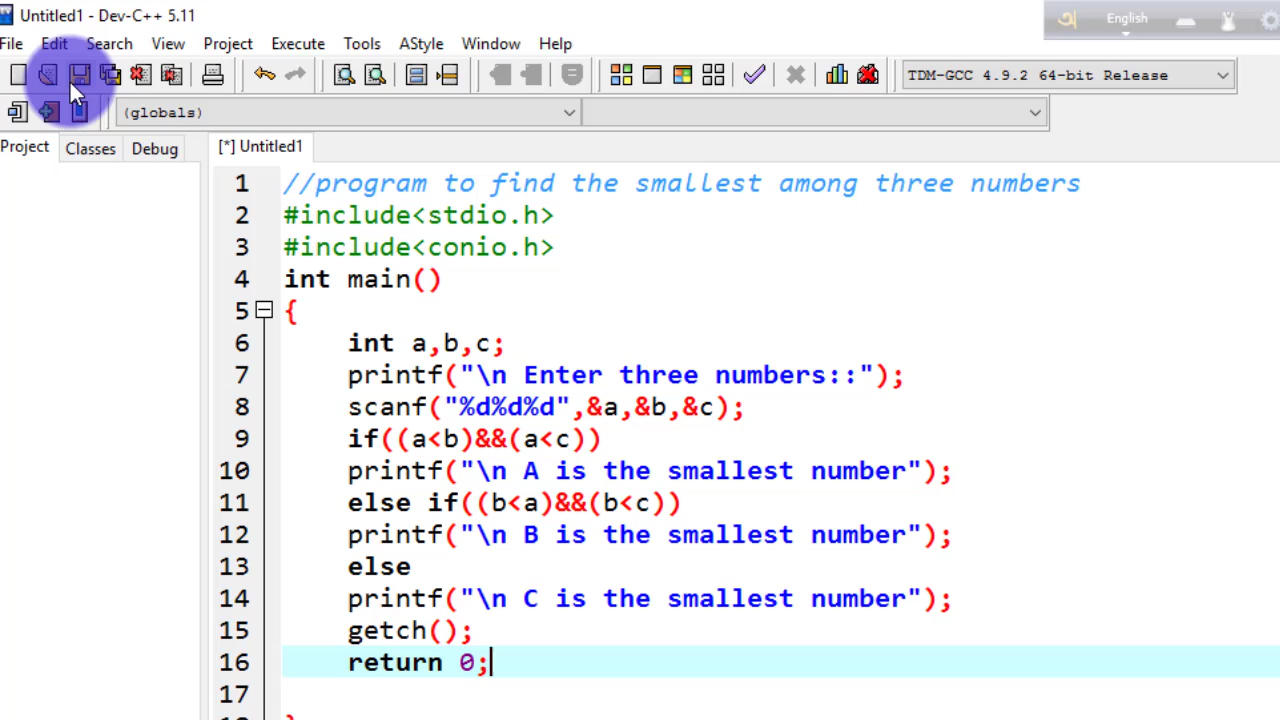 Untitled1 - Dev-C++ 5.11
English
File Edit Search View Project Execute Tools AStyle Window Help
TDM-GCC 4.9.2 64-bit Release
(globals)
Project Classes Debug [*] Untitled1
1 //program to find the smallest among three numbers
2 #include<stdio.h>
3 #include<conio.h>
4 int main()
5 {
6 int a,b,c;
7 printf("\n Enter three numbers::");
8 scanf("%d%d%d",&a,&b,&c);
9 if((a<b)&&(a<c))
10 printf("\n A is the smallest number");
11 else if((b<a)&&(b<c))
12 printf("\n B is the smallest number");
13 else
14 printf("\n C is the smallest number");
15 getch();
16 return 0;
17